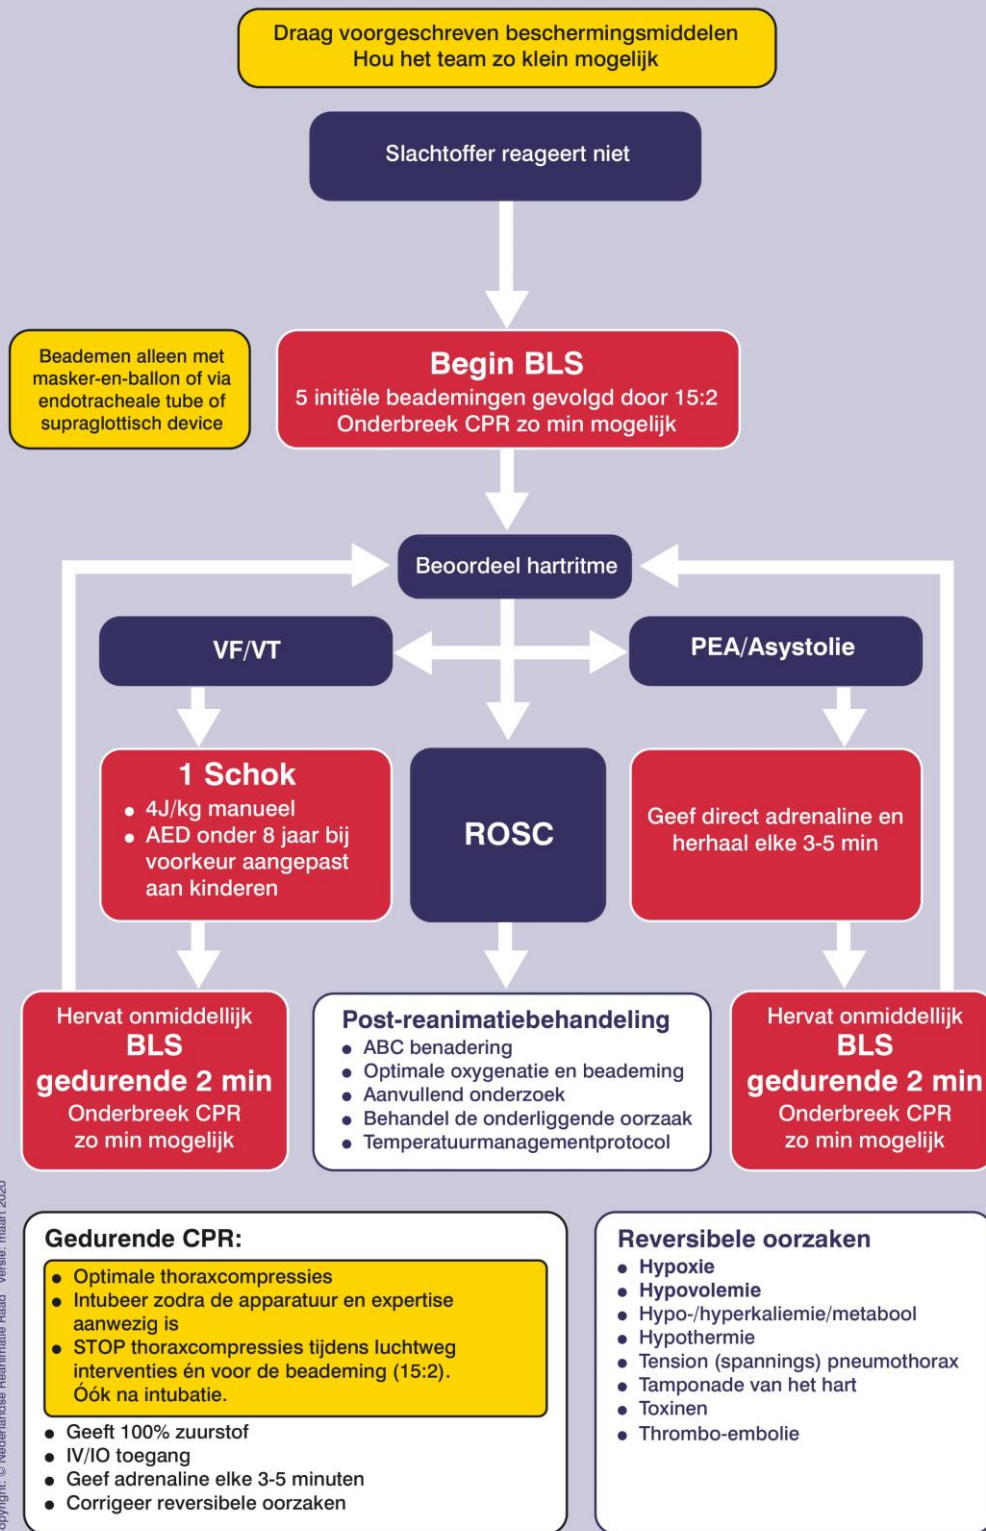 Draag voorgeschreven beschermingsmiddelen
Hou het team zo klein mogelijk
Slachtoffer reageert niet
Beademen alleen met
masker-en-ballon of via
endotracheale tube of
supraglottisch device
Begin BLS
5 initiële beademingen gevolgd door 15:2
Onderbreek CPR zo min mogelijk
Beoordeel hartritme
VF/VT
PEA/Asystolie
1 Schok
• 4J/kg manueel
• AED onder 8 jaar bij
voorkeur aangepast
aan kinderen
ROSC
Geef direct adrenaline en
herhaal elke 3-5 min
Hervat onmiddellijk
BLS
gedurende 2 min
Onderbreek CPR
zo min mogelijk
Post-reanimatiebehandeling
• ABC benadering
• Optimale oxygenatie en beademing
• Aanvullend onderzoek
• Behandel de onderliggende oorzaak
• Temperatuurmanagementprotocol
Hervat onmiddellijk
BLS
gedurende 2 min
Onderbreek CPR
zo min mogelijk
Gedurende CPR:
• Optimale thoraxcompressies
• Intubeer zodra de apparatuur en expertise
aanwezig is
• STOP thoraxcompressies tijdens luchtweg
interventies én voor de beademing (15:2).
Óók na intubatie.
• Geeft 100% zuurstof
• IV/IO toegang
• Geef adrenaline elke 3-5 minuten
• Corrigeer reversibele oorzaken
Reversibele oorzaken
• Hypoxie
• Hypovolemie
• Hypo-/hyperkaliemie/metabool
• Hypothermie
• Tension (spannings) pneumothorax
• Tamponade van het hart
• Toxinen
• Thrombo-embolie
opyright: © Nederlandse Reanimatie Raad Versie: maart 2020